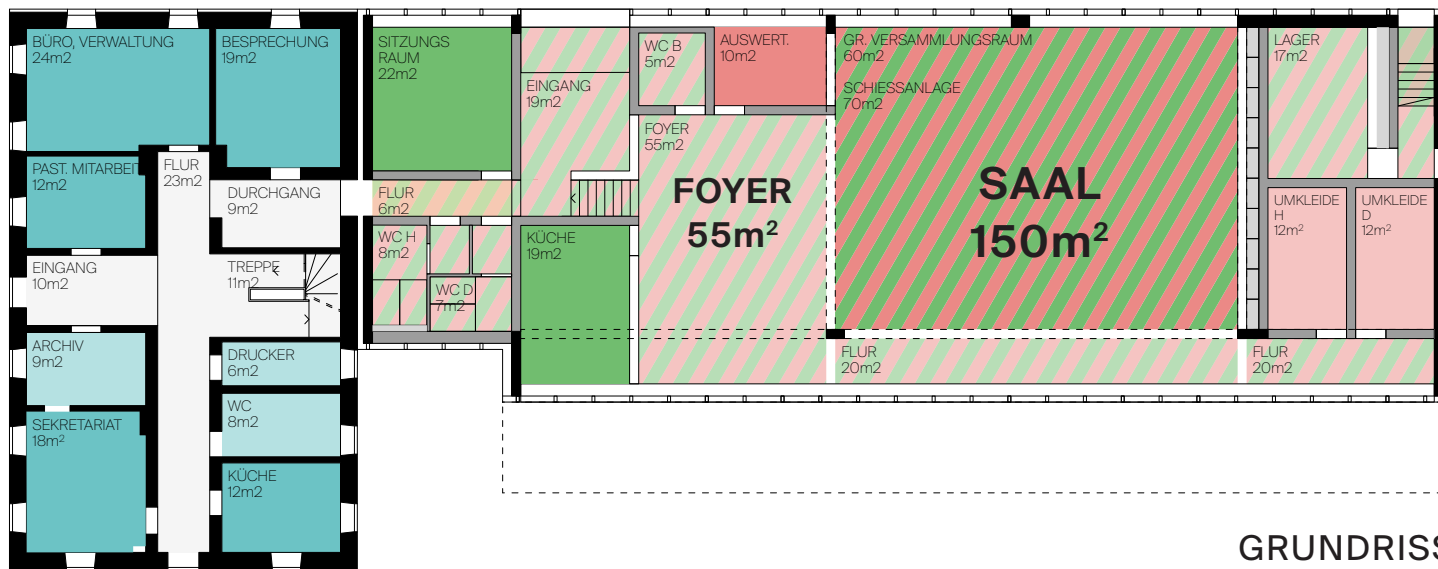 BÜRO, VERWALTUNG
24m2
BESPRECHUNG
19m2
PAST. MITARBEIT
12m2
FLUR
23m2
DURCHGANG
9m2
EINGANG
10m2
TREPPE
11m2
ARCHIV
9m2
DRUCKER
6m2
WC
8m2
SEKRETARIAT
18m²
KÜCHE
12m2
SITZUNGS
RAUM
22m2
EINGANG
19m2
WC B
5m2
AUSWERT.
10m2
FLUR
6m2
WC H
8m2
WC D
7m2
KÜCHE
19m2
FOYER
55m2
FOYER
55m²
GR. VERSAMMLUNGSRAUM
60m2
SCHIESSANLAGE
70m2
SAAL
150m²
FLUR
20m2
LAGER
17m2
UMKLEIDE
H
12m²
UMKLEIDE
D
12m²
FLUR
20m2
GRUNDRISS